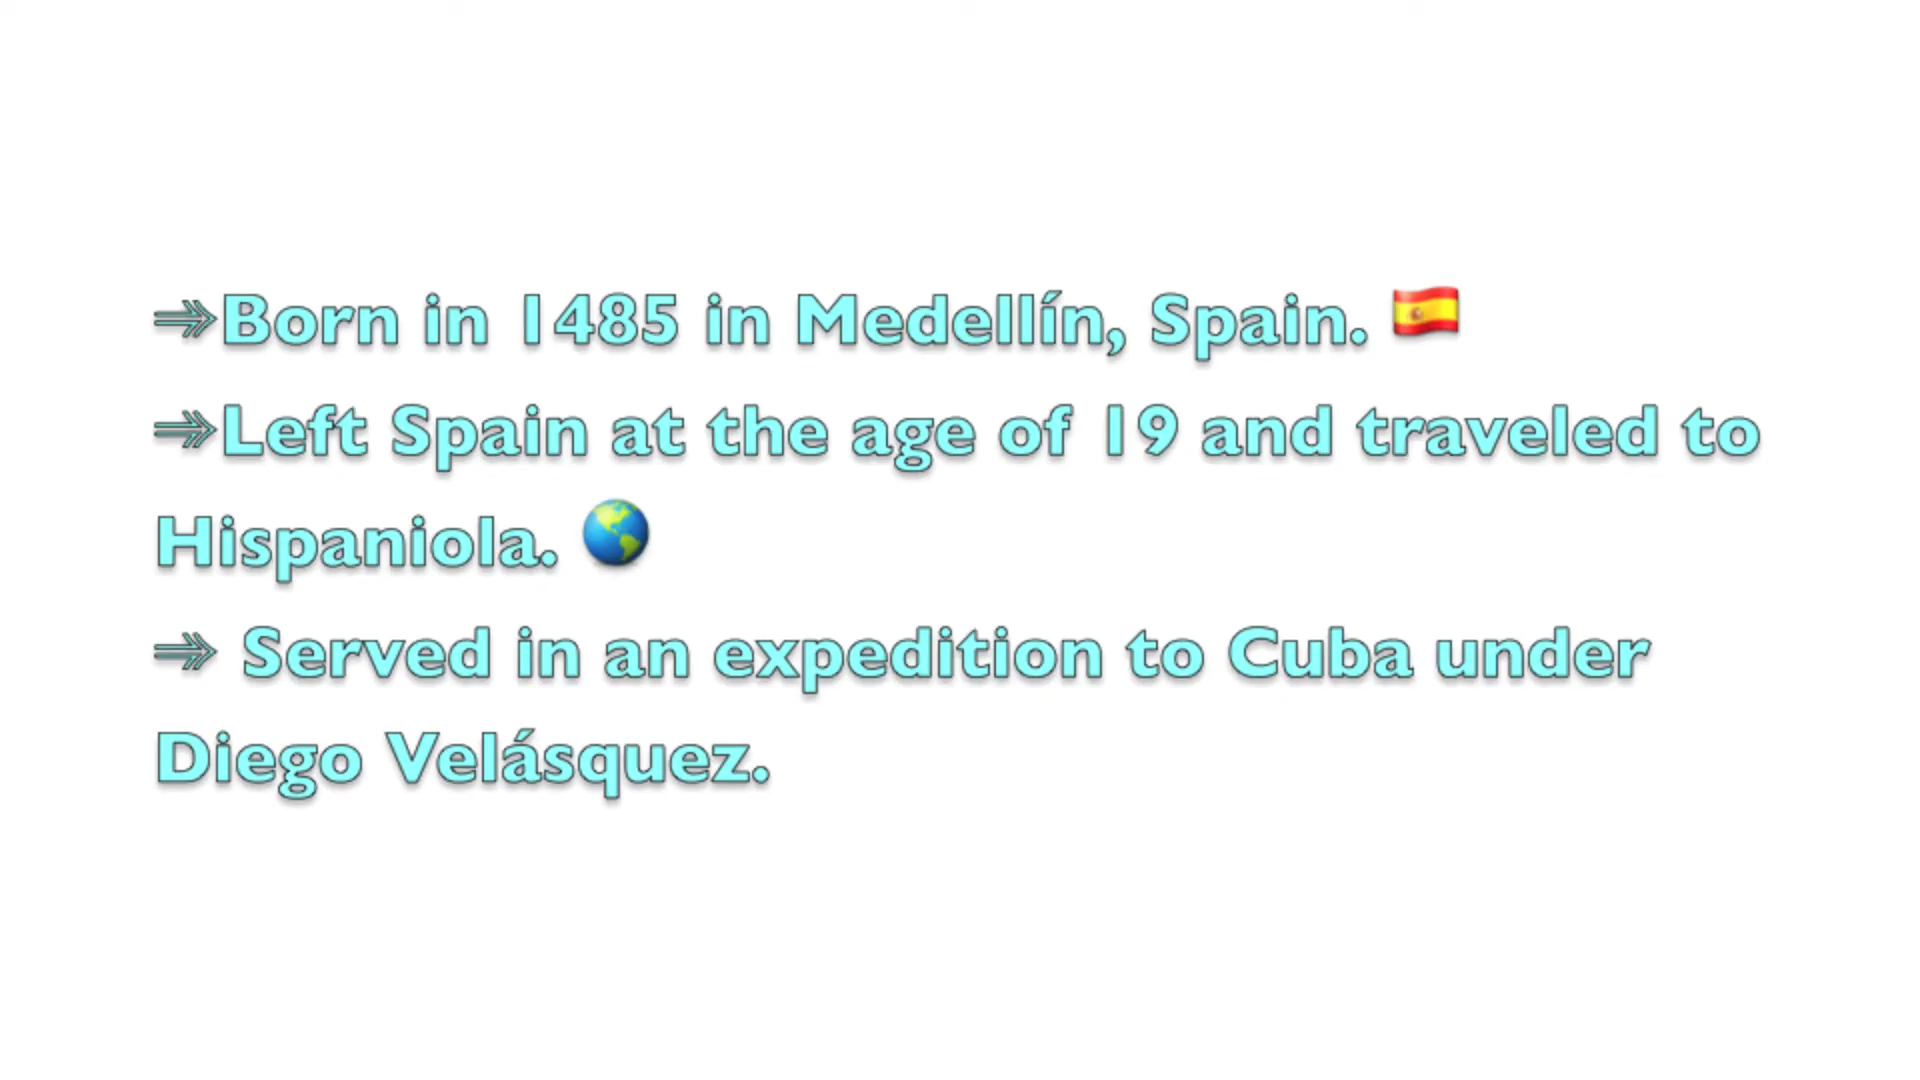 ⇛Born in 1485 in Medellín, Spain. 🇪🇸
⇛Left Spain at the age of 19 and traveled to
Hispaniola. 🌎
⇛ Served in an expedition to Cuba under
Diego Velásquez.